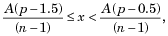 A(p−1.5)/(n−1) ≤ x < A(p−0.5)/(n−1),